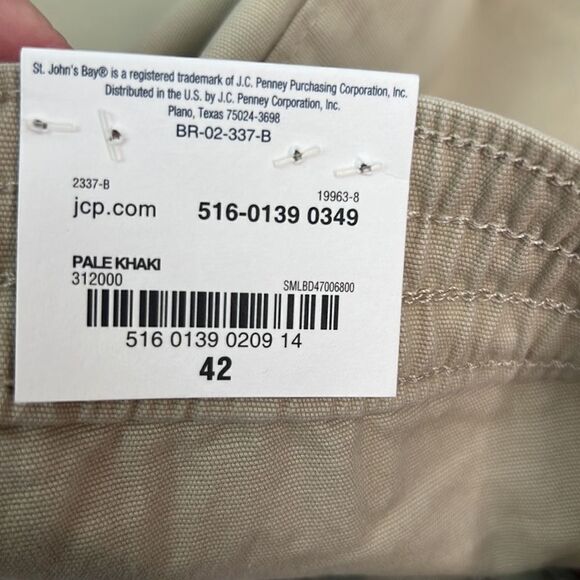 St. John's Bay® is a registered trademark of J.C. Penney Purchasing Corporation, Inc.
Distributed in the U.S. by J.C. Penney Corporation, Inc.
Plano, Texas 75024-3698
BR-02-337-B
2337-B 19963-8
jcp.com 516-0139 0349
PALE KHAKI
312000 SMLBD47006800
516 0139 0209 14
42